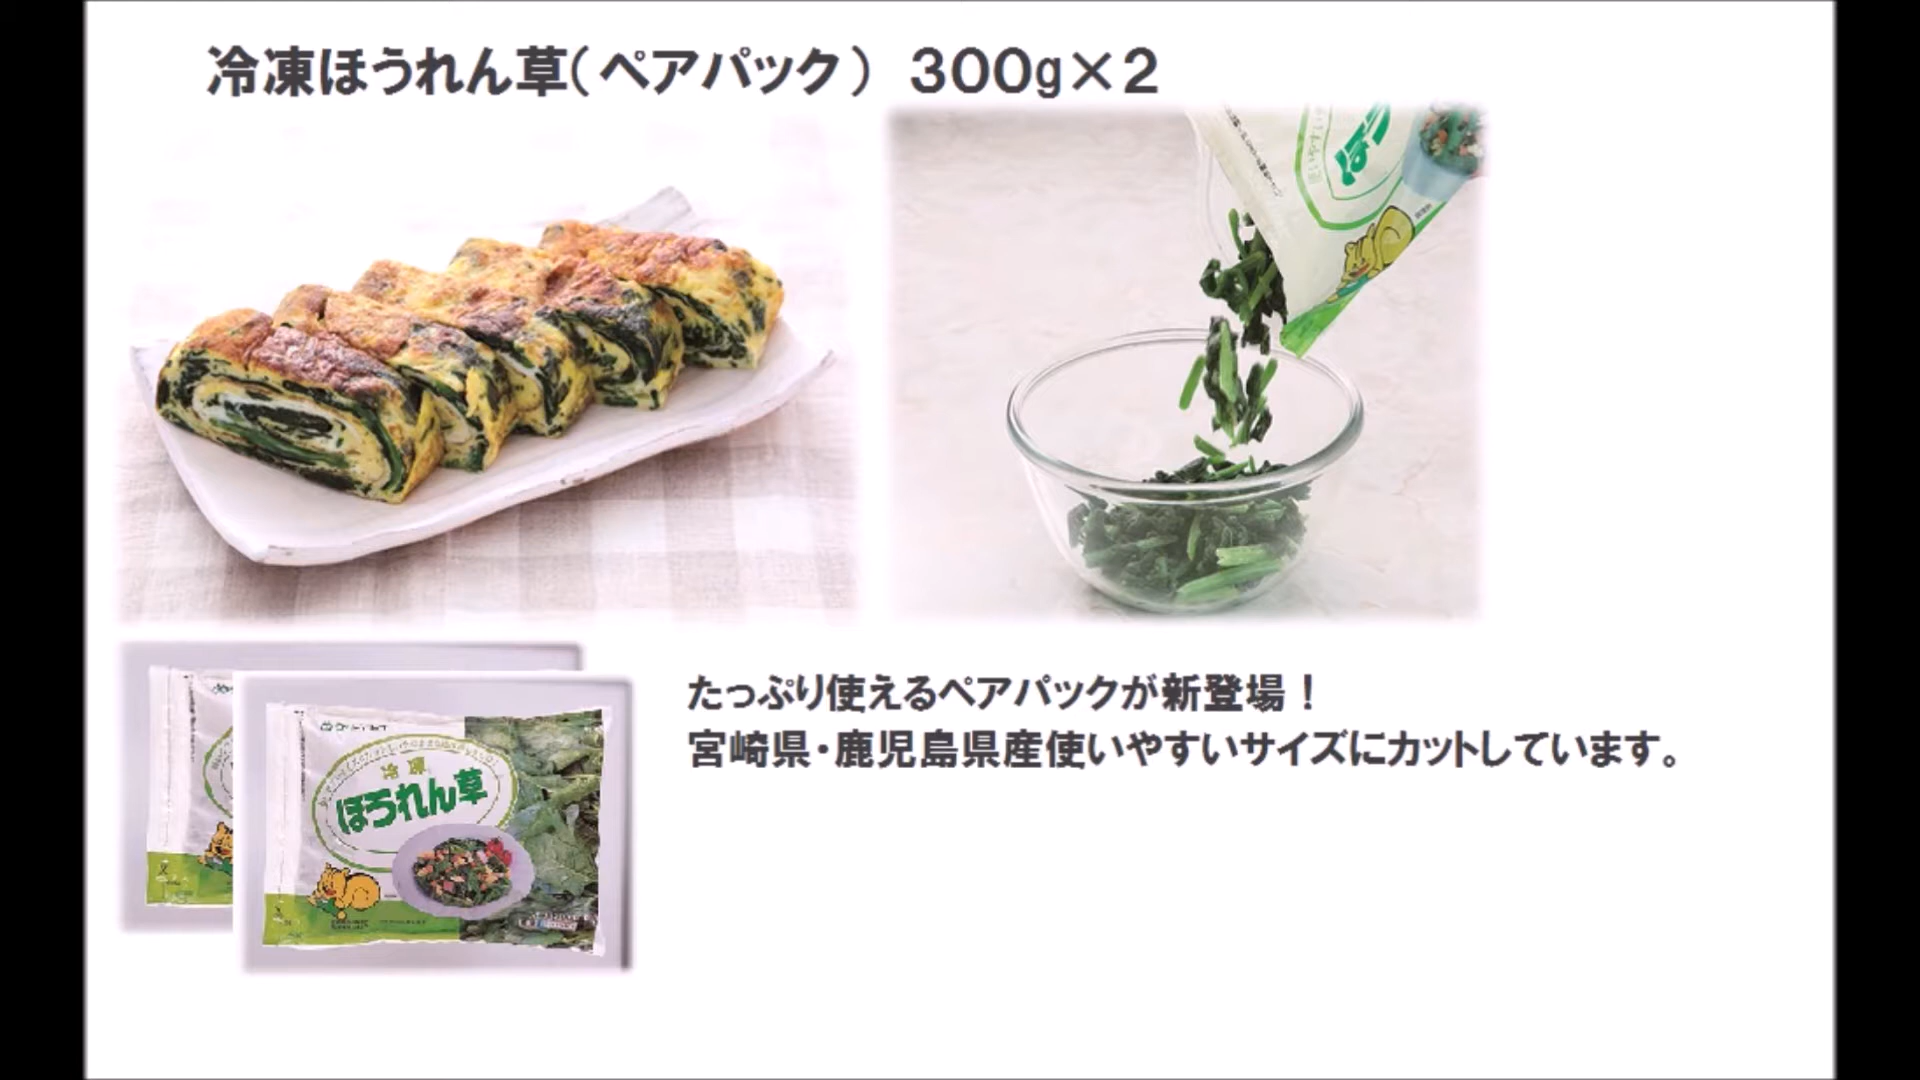 冷凍ほうれん草（ペアパック）　３００ｇ×２
たっぷり使えるペアパックが新登場！
宮崎県・鹿児島県産使いやすいサイズにカットしています。
冷凍
ほうれん草